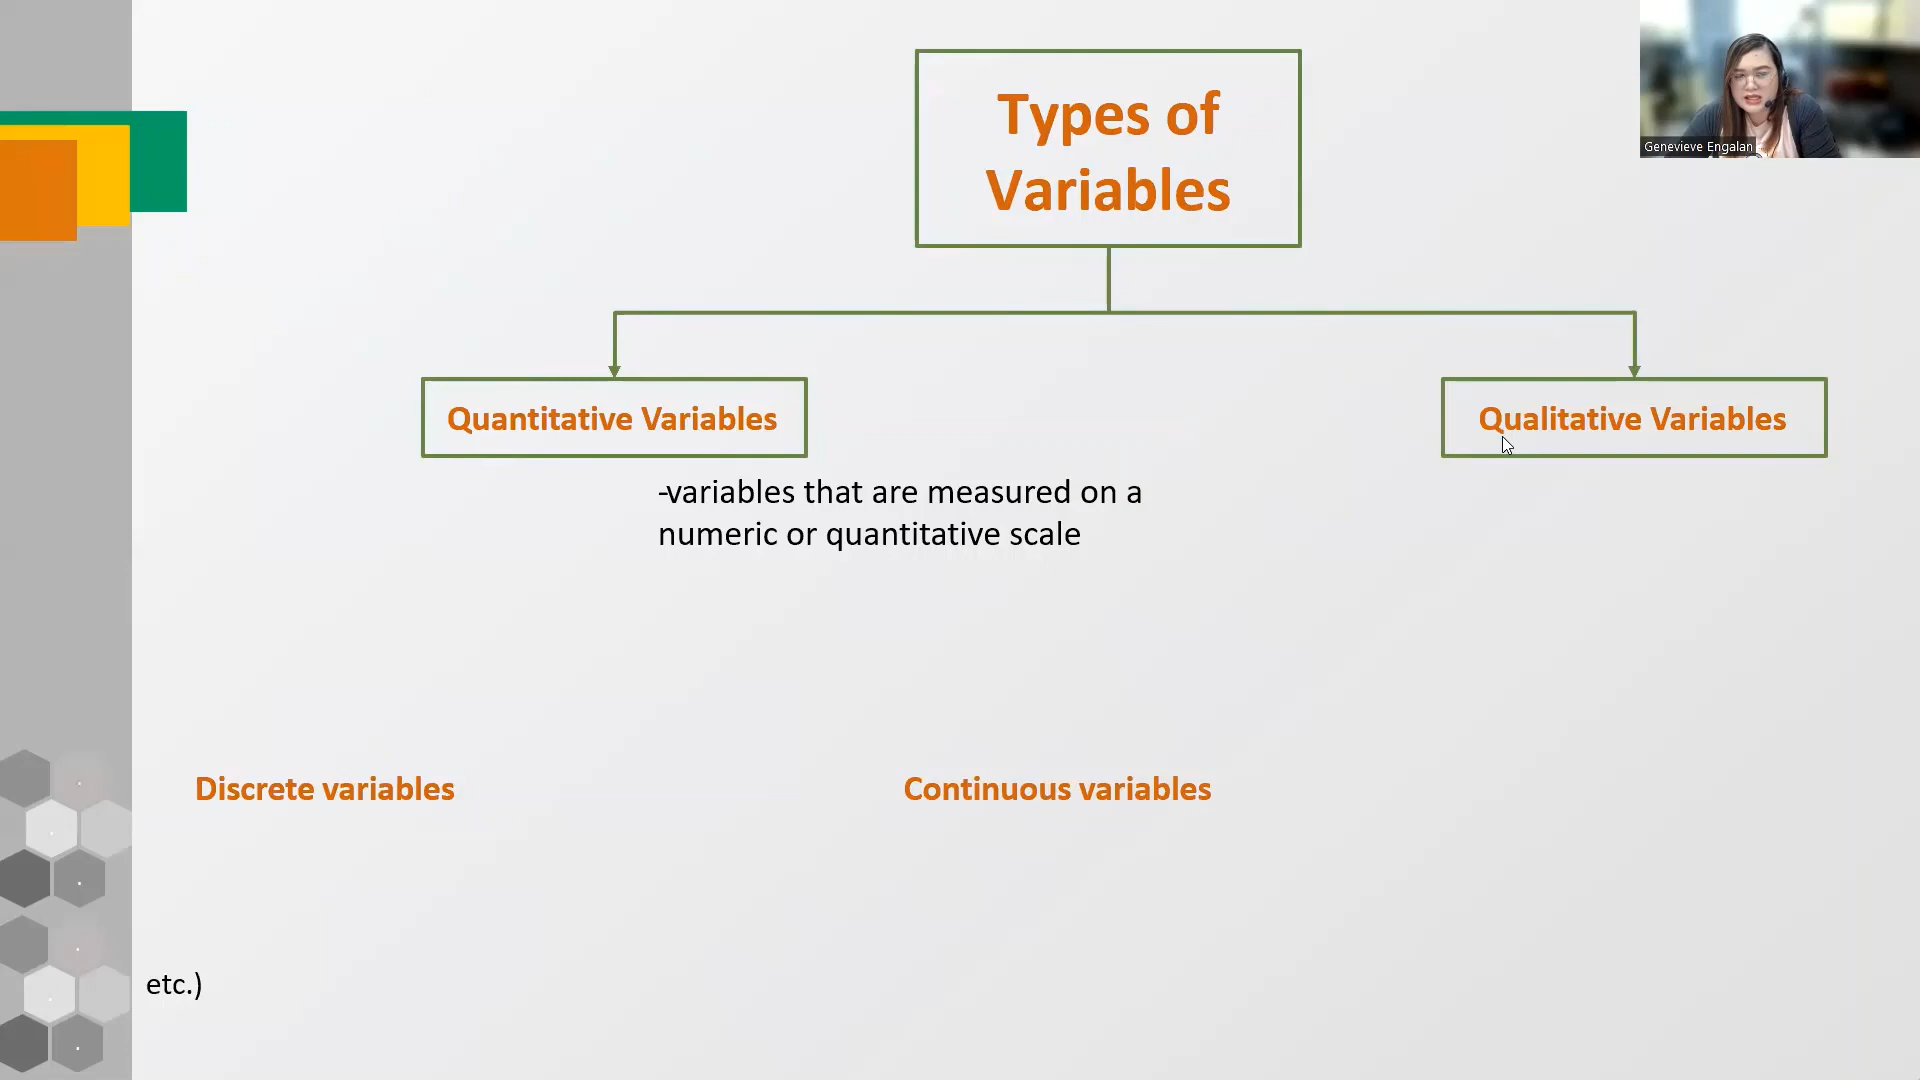 Types of
Variables
Genevieve Engalan
Quantitative Variables
Qualitative Variables
-variables that are measured on a
numeric or quantitative scale
Discrete variables
Continuous variables
etc.)